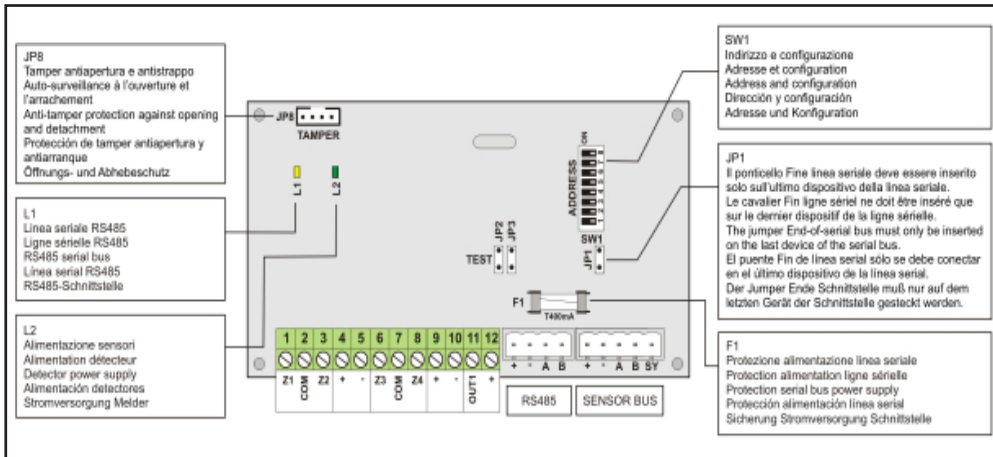 JP8
Tamper antiapertura e antistrappo
Auto-surveillance à l'ouverture et
l'arrachement
Anti-tamper protection against opening
and detachment
Protección de tamper antiapertura y
antiarranque
Öffnungs- und Abhebeschutz
L1
Linea seriale RS485
Ligne sérielle RS485
RS485 serial bus
Línea serial RS485
RS485-Schnittstelle
L2
Alimentazione sensori
Alimentation détecteur
Detector power supply
Alimentación detectores
Stromversorgung Melder
JP8
TAMPER
L1
L2
ADDRESS
ON
1 2 3 4 5 6 7 8
SW1
TEST
JP2
JP3
JP1
F1
T400mA
1 2 3 4 5 6 7 8 9 10 11 12
Z1 COM Z2 + - Z3 COM Z4 + - OUT1 +
+ - A B
+ - A B SY
RS485
SENSOR BUS
SW1
Indirizzo e configurazione
Adresse et configuration
Address and configuration
Dirección y configuración
Adresse und Konfiguration
JP1
Il ponticello Fine linea seriale deve essere inserito
solo sull'ultimo dispositivo della linea seriale.
Le cavalier Fin ligne sériel ne doit être inséré que
sur le dernier dispositif de la ligne sérielle.
The jumper End-of-serial bus must only be inserted
on the last device of the serial bus.
El puente Fin de línea serial sólo se debe conectar
en el último dispositivo de la línea serial.
Der Jumper Ende Schnittstelle muß nur auf dem
letzten Gerät der Schnittstelle gesteckt werden.
F1
Protezione alimentazione linea seriale
Protection alimentation ligne sérielle
Protection serial bus power supply
Protección alimentación línea serial
Sicherung Stromversorgung Schnittstelle